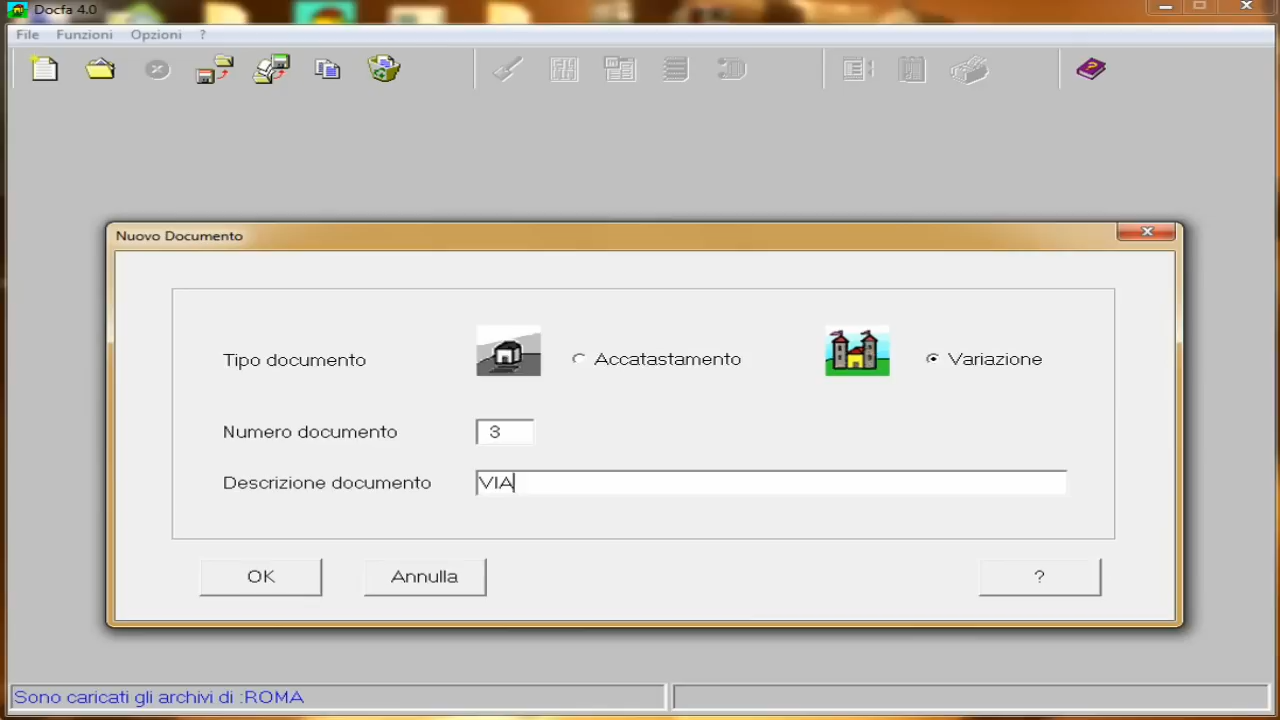 Docfa 4.0
File Funzioni Opzioni ?
Nuovo Documento
Tipo documento Accatastamento Variazione
Numero documento 3
Descrizione documento VIA
OK Annulla ?
Sono caricati gli archivi di :ROMA